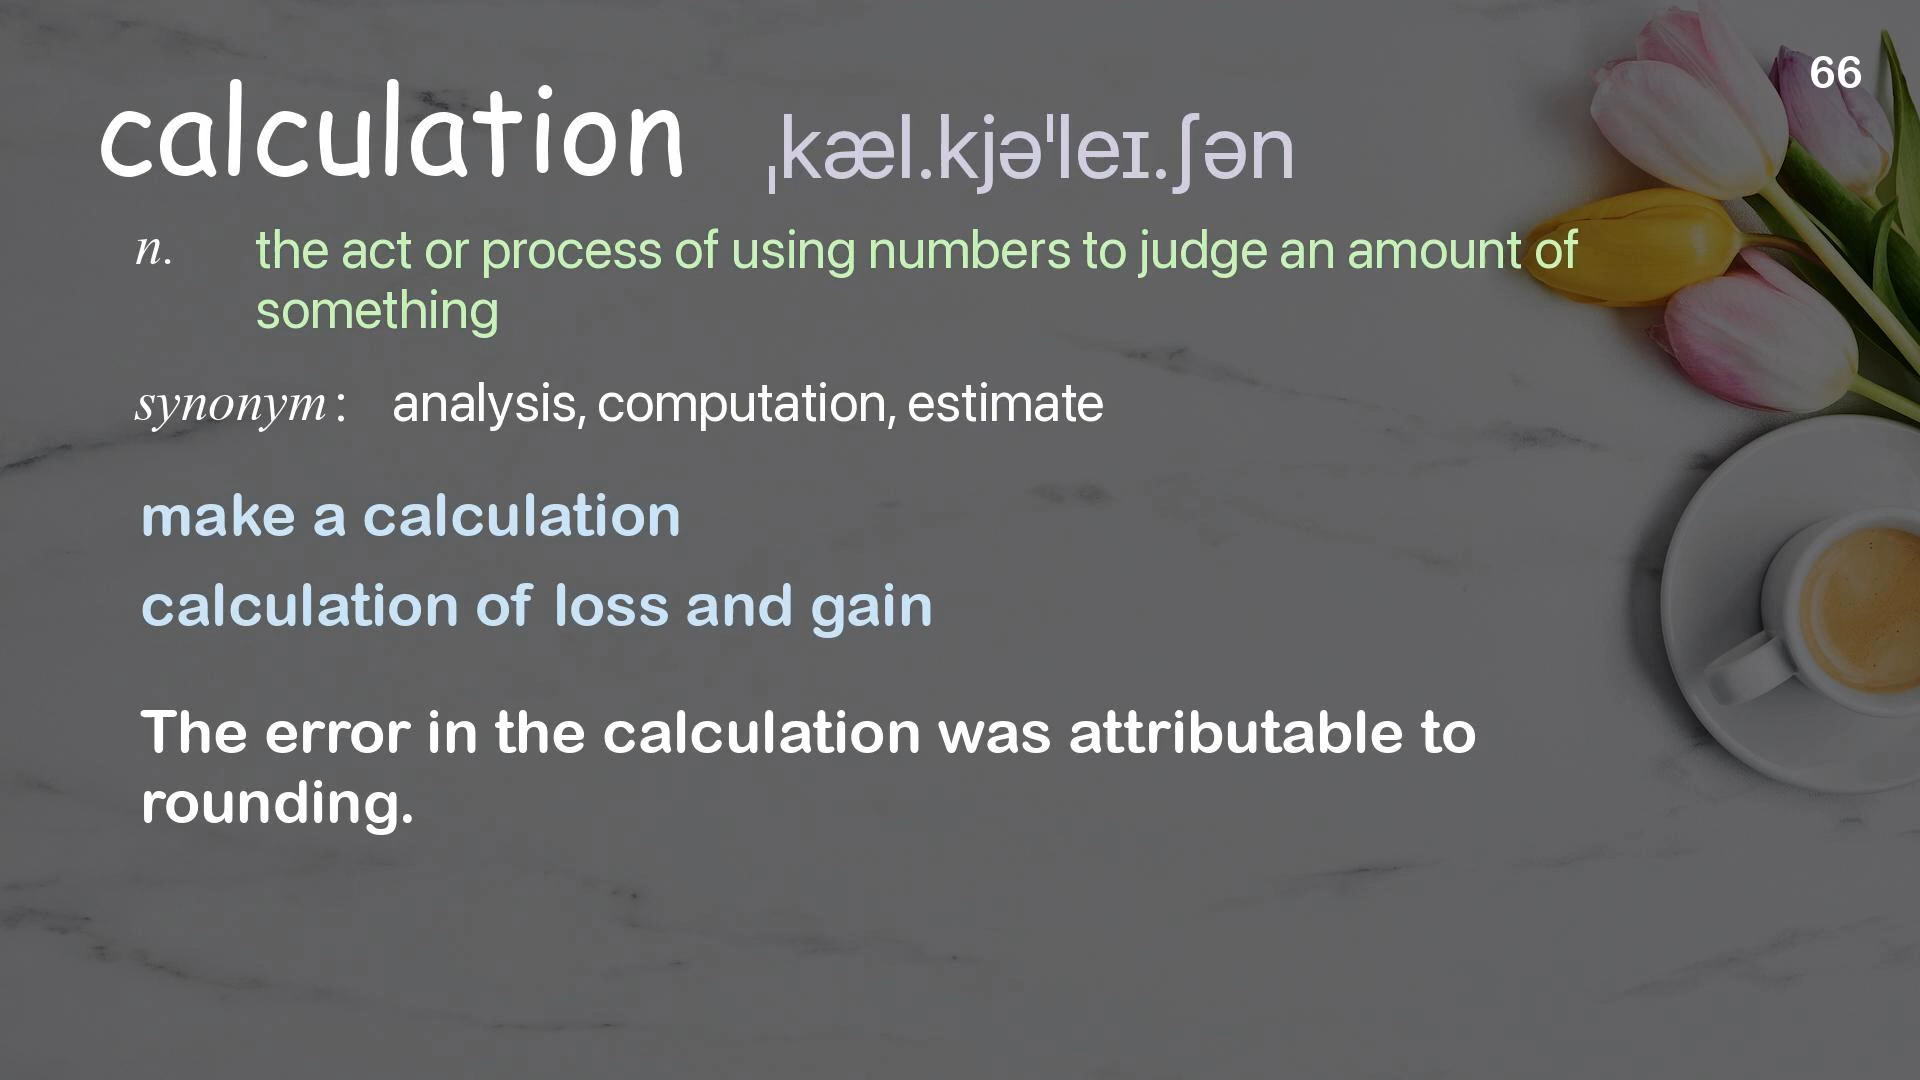 66
calculation ˌkæl.kjəˈleɪ.ʃən
n. the act or process of using numbers to judge an amount of
something
synonym: analysis, computation, estimate
make a calculation
calculation of loss and gain
The error in the calculation was attributable to
rounding.